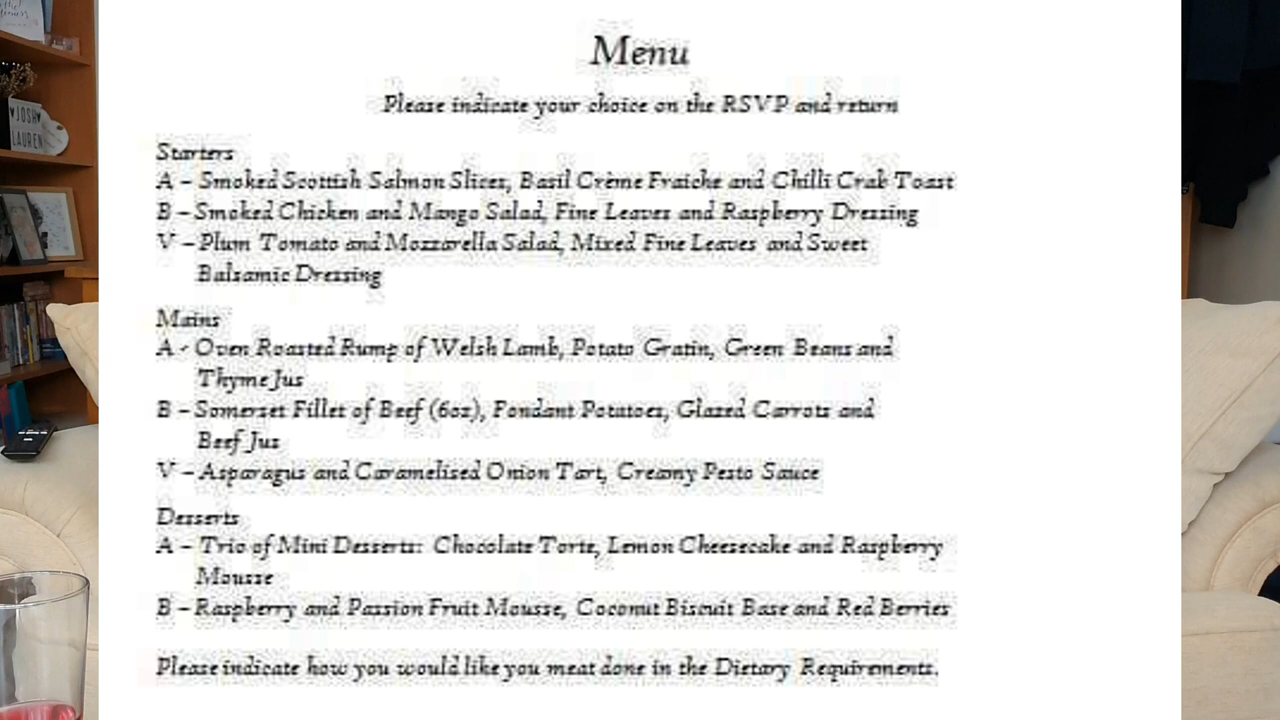 ♥JOSH♥
LAUREN
Menu
Please indicate your choice on the RSVP and return
Starters
A – Smoked Scottish Salmon Slices, Basil Crème Fraiche and Chilli Crab Toast
B – Smoked Chicken and Mango Salad, Fine Leaves and Raspberry Dressing
V – Plum Tomato and Mozzarella Salad, Mixed Fine Leaves and Sweet
Balsamic Dressing
Mains
A - Oven Roasted Rump of Welsh Lamb, Potato Gratin, Green Beans and
Thyme Jus
B – Somerset Fillet of Beef (6oz), Fondant Potatoes, Glazed Carrots and
Beef Jus
V – Asparagus and Caramelised Onion Tart, Creamy Pesto Sauce
Desserts
A – Trio of Mini Desserts: Chocolate Torte, Lemon Cheesecake and Raspberry
Mousse
B – Raspberry and Passion Fruit Mousse, Coconut Biscuit Base and Red Berries
Please indicate how you would like you meat done in the Dietary Requirements.